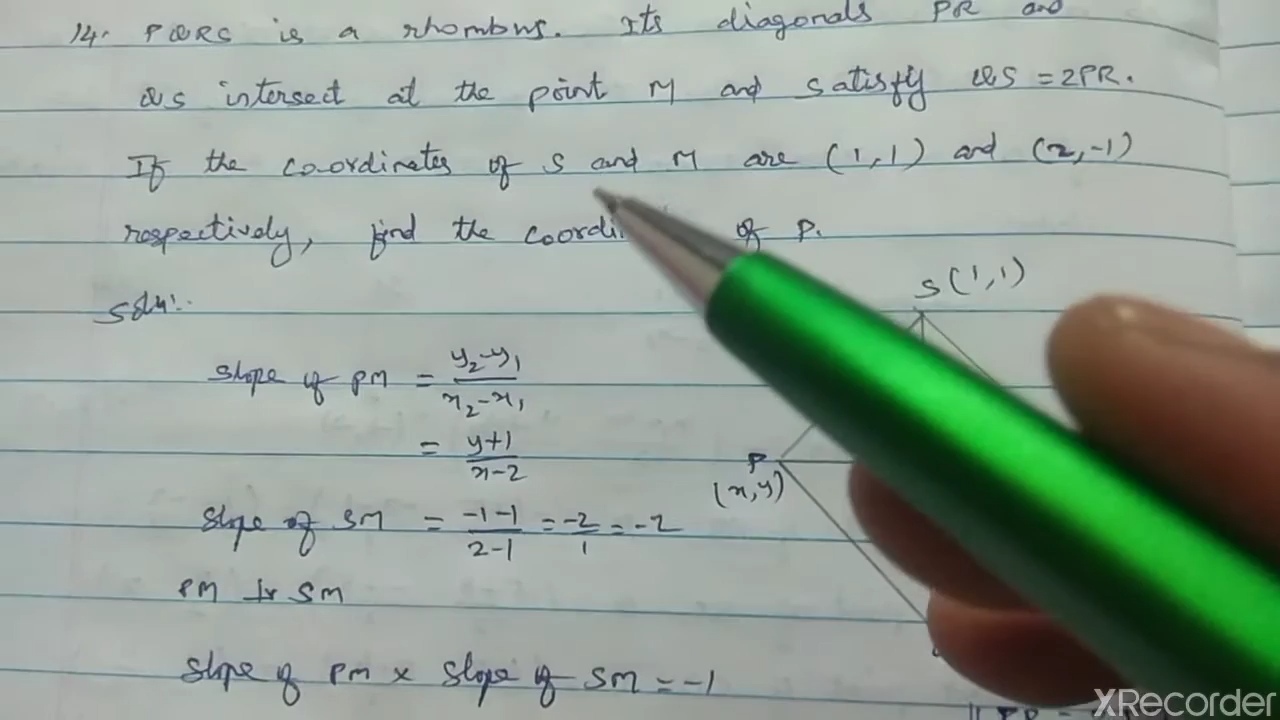 14. PQRS is a rhombus. Its diagonals PR and
QS intersect at the point M and satisfy QS = 2PR.
If the coordinates of S and M are (1,1) and (2,-1)
respectively, find the of P.
Soln:.
S(1,1)
Slope of PM = y₂-y₁/x₂-x₁
= y+1/x-2
P
(x,y)
Slope of SM = -1-1/2-1 = -2/1 = -2
PM ⊥r SM
Slope of PM × Slope of SM = -1
XRecorder